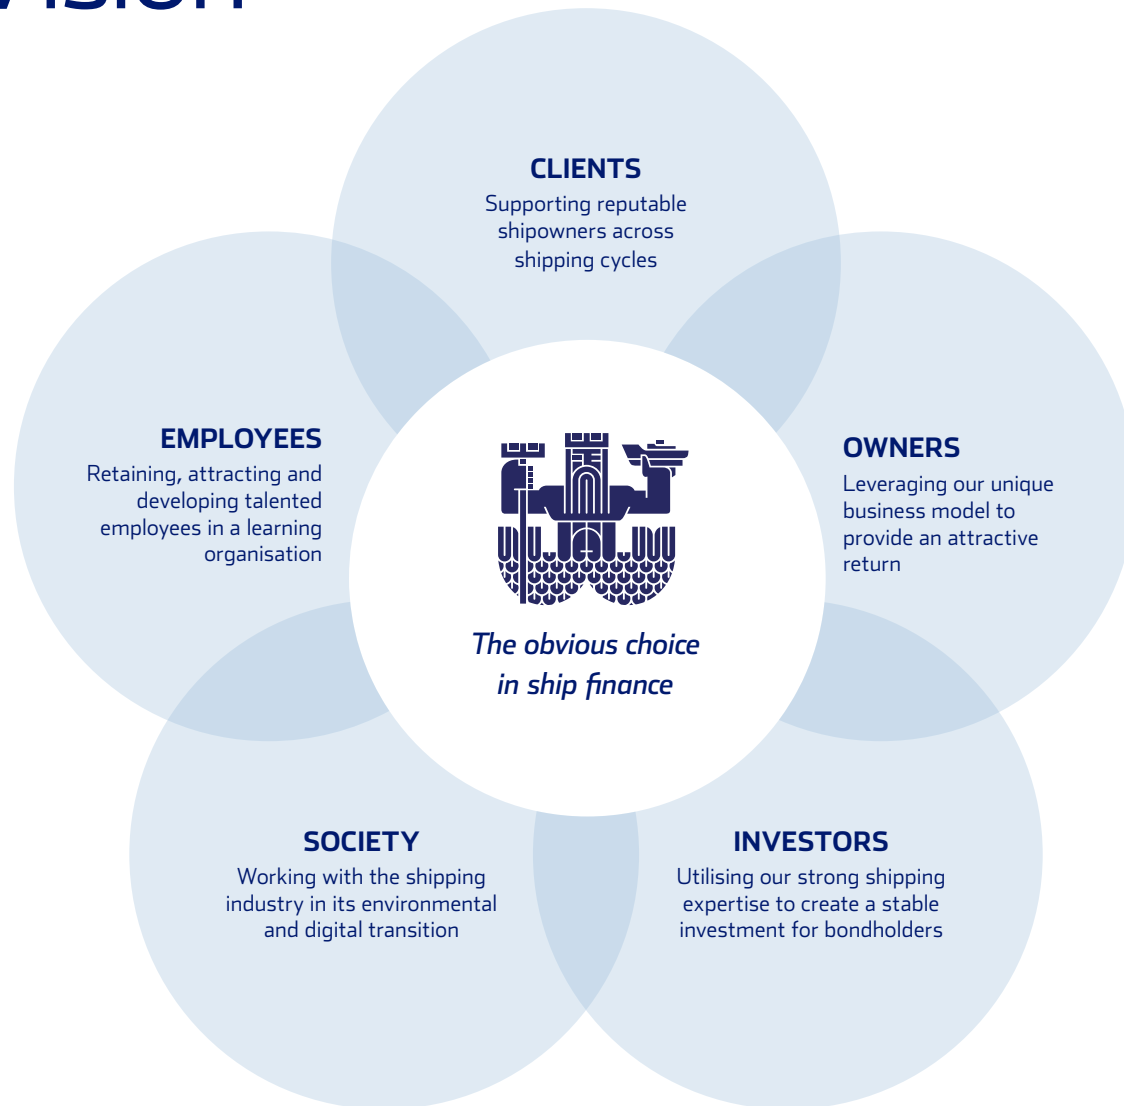 vision
CLIENTS
Supporting reputable
shipowners across
shipping cycles
EMPLOYEES
Retaining, attracting and
developing talented
employees in a learning
organisation
OWNERS
Leveraging our unique
business model to
provide an attractive
return
The obvious choice
in ship finance
SOCIETY
Working with the shipping
industry in its environmental
and digital transition
INVESTORS
Utilising our strong shipping
expertise to create a stable
investment for bondholders